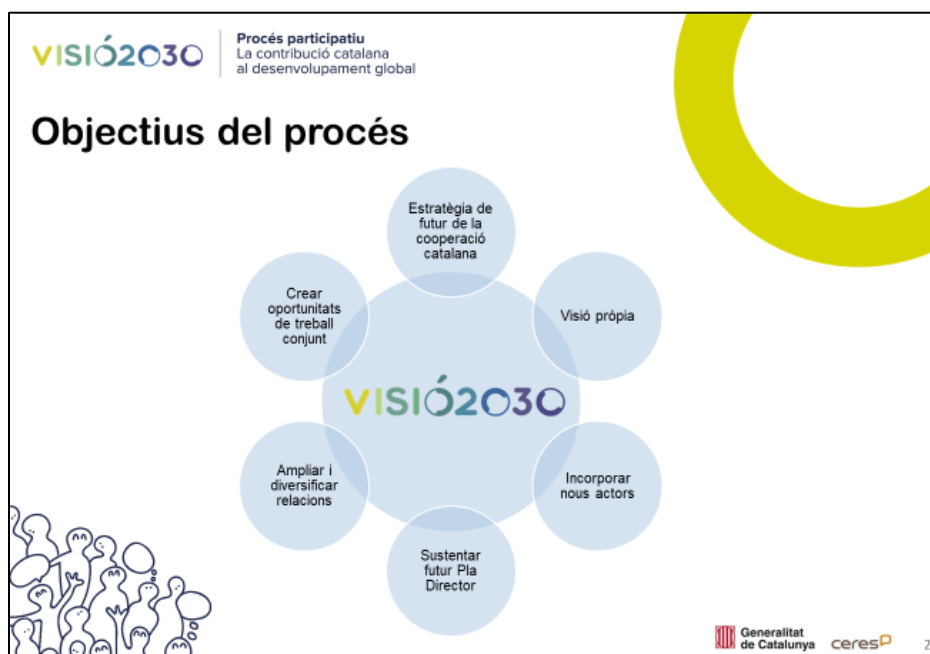 VISIÓ2030
Procés participatiu
La contribució catalana
al desenvolupament global
Objectius del procés
Estratègia de
futur de la
cooperació
catalana
Visió pròpia
Incorporar
nous actors
Sustentar
futur Pla
Director
Ampliar i
diversificar
relacions
Crear
oportunitats
de treball
conjunt
VISIÓ2030
Generalitat
de Catalunya
ceres
2